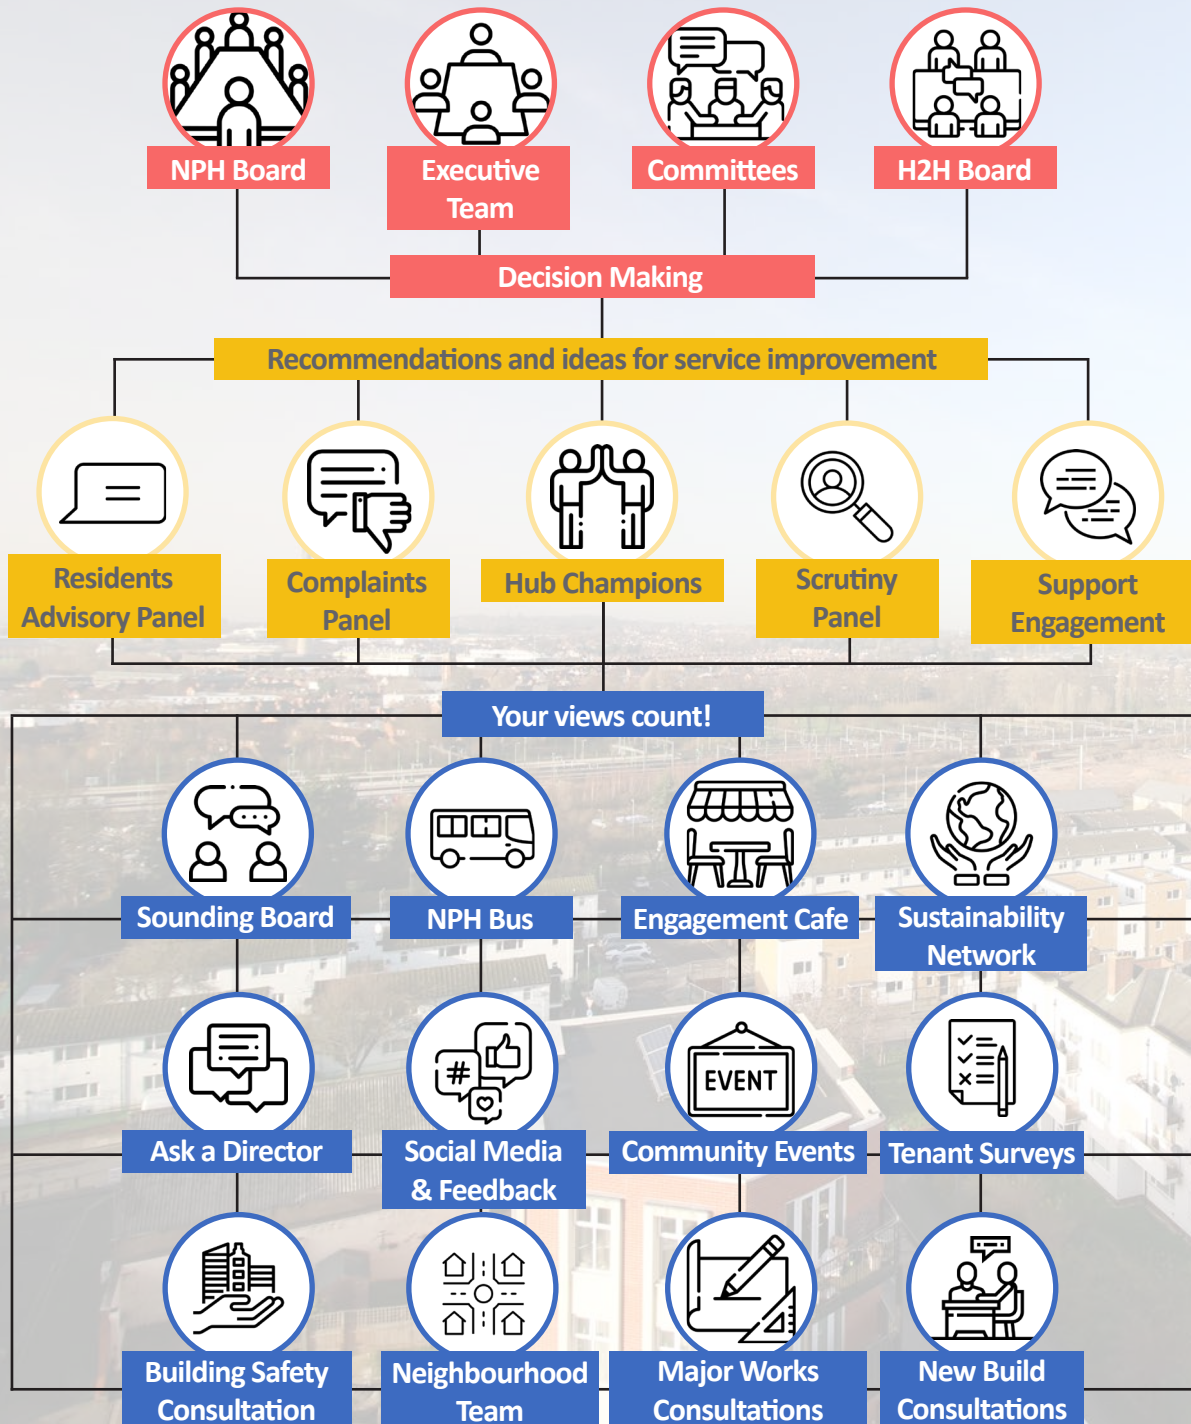 NPH Board
Executive
Team
Committees
H2H Board
Decision Making
Recommendations and ideas for service improvement
Residents
Advisory Panel
Complaints
Panel
Hub Champions
Scrutiny
Panel
Support
Engagement
Your views count!
Sounding Board
NPH Bus
Engagement Cafe
Sustainability
Network
Ask a Director
#
Social Media
& Feedback
EVENT
Community Events
Tenant Surveys
Building Safety
Consultation
Neighbourhood
Team
Major Works
Consultations
New Build
Consultations